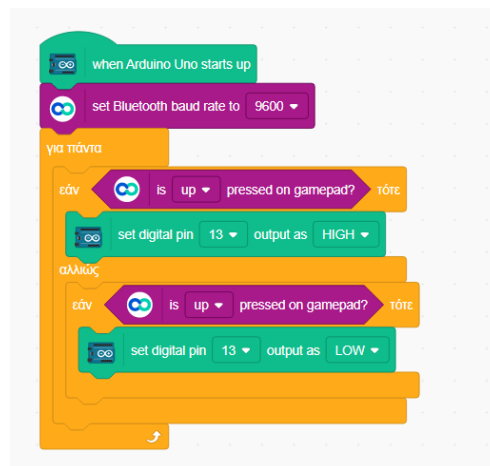 when Arduino Uno starts up
set Bluetooth baud rate to 9600
για πάντα
εάν is up pressed on gamepad? τότε
set digital pin 13 output as HIGH
αλλιώς
εάν is up pressed on gamepad? τότε
set digital pin 13 output as LOW